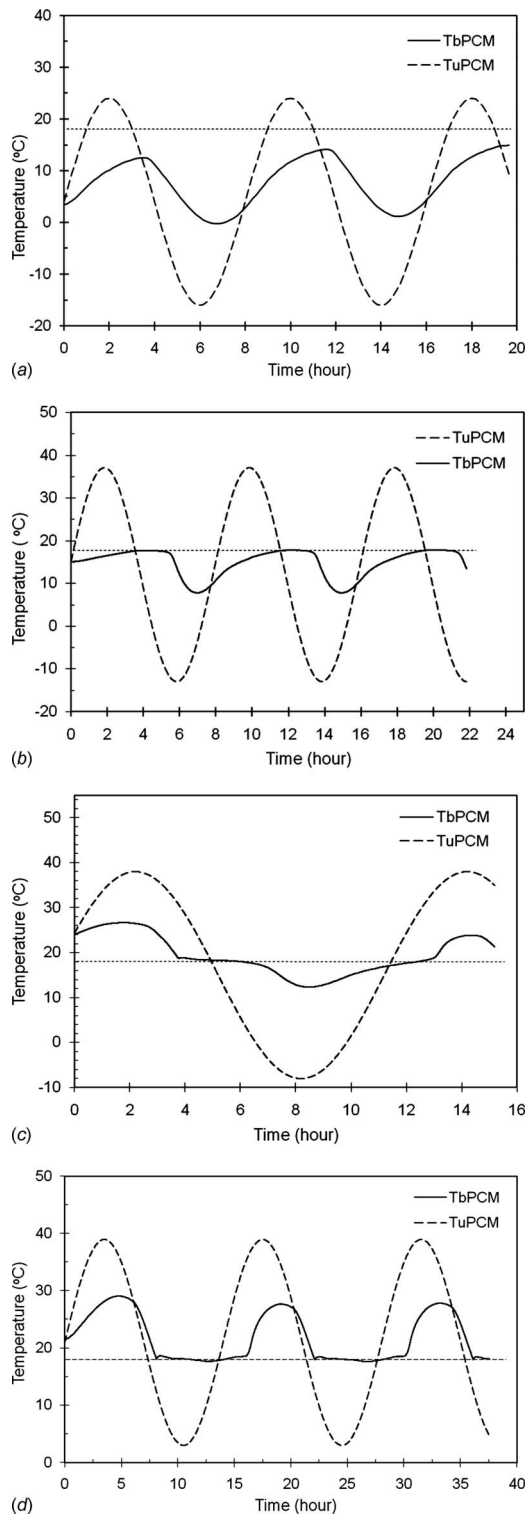 40
30
20
10
0
-10
-20
Temperature (ºC)
TbPCM
TuPCM
0 2 4 6 8 10 12 14 16 18 20
Time (hour)
(a)
50
40
30
20
10
0
-10
-20
Temperature ( ºC)
TuPCM
TbPCM
0 2 4 6 8 10 12 14 16 18 20 22 24
Time (hour)
(b)
50
40
30
20
10
0
-10
Temperature (ºC)
TbPCM
TuPCM
0 2 4 6 8 10 12 14 16
Time (hour)
(c)
50
40
30
20
10
0
Temperature (ºC)
TbPCM
TuPCM
0 5 10 15 20 25 30 35 40
Time (hour)
(d)